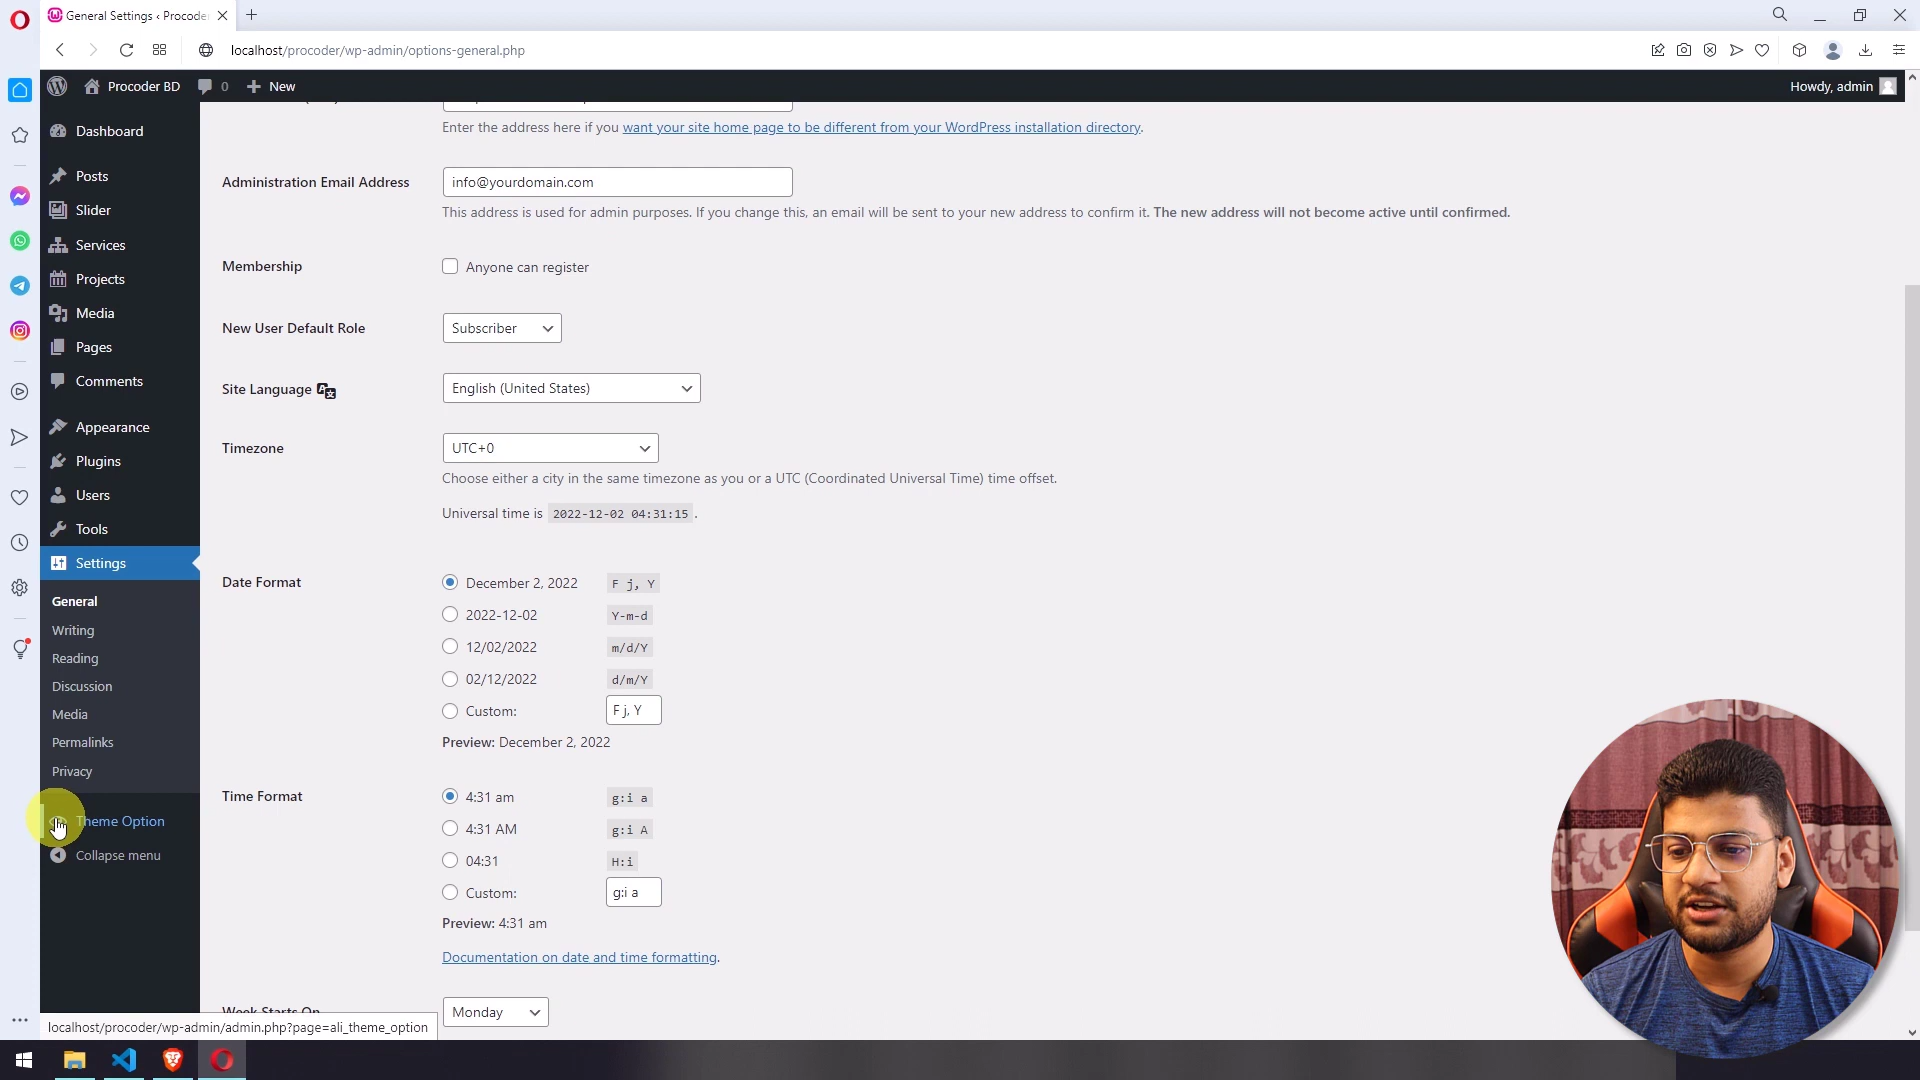 General Settings ‹ Procoder
localhost/procoder/wp-admin/options-general.php
Procoder BD
0
New
Howdy, admin
Dashboard
Posts
Slider
Services
Projects
Media
Pages
Comments
Appearance
Plugins
Users
Tools
Settings
General
Writing
Reading
Discussion
Media
Permalinks
Privacy
Theme Option
Collapse menu
Enter the address here if you want your site home page to be different from your WordPress installation directory.
Administration Email Address
info@yourdomain.com
This address is used for admin purposes. If you change this, an email will be sent to your new address to confirm it. The new address will not become active until confirmed.
Membership
Anyone can register
New User Default Role
Subscriber
Site Language
English (United States)
Timezone
UTC+0
Choose either a city in the same timezone as you or a UTC (Coordinated Universal Time) time offset.
Universal time is 2022-12-02 04:31:15 .
Date Format
December 2, 2022 F j, Y
2022-12-02 Y-m-d
12/02/2022 m/d/Y
02/12/2022 d/m/Y
Custom: F j, Y
Preview: December 2, 2022
Time Format
4:31 am g:i a
4:31 AM g:i A
04:31 H:i
Custom: g:i a
Preview: 4:31 am
Documentation on date and time formatting.
Week Starts On
Monday
localhost/procoder/wp-admin/admin.php?page=ali_theme_option